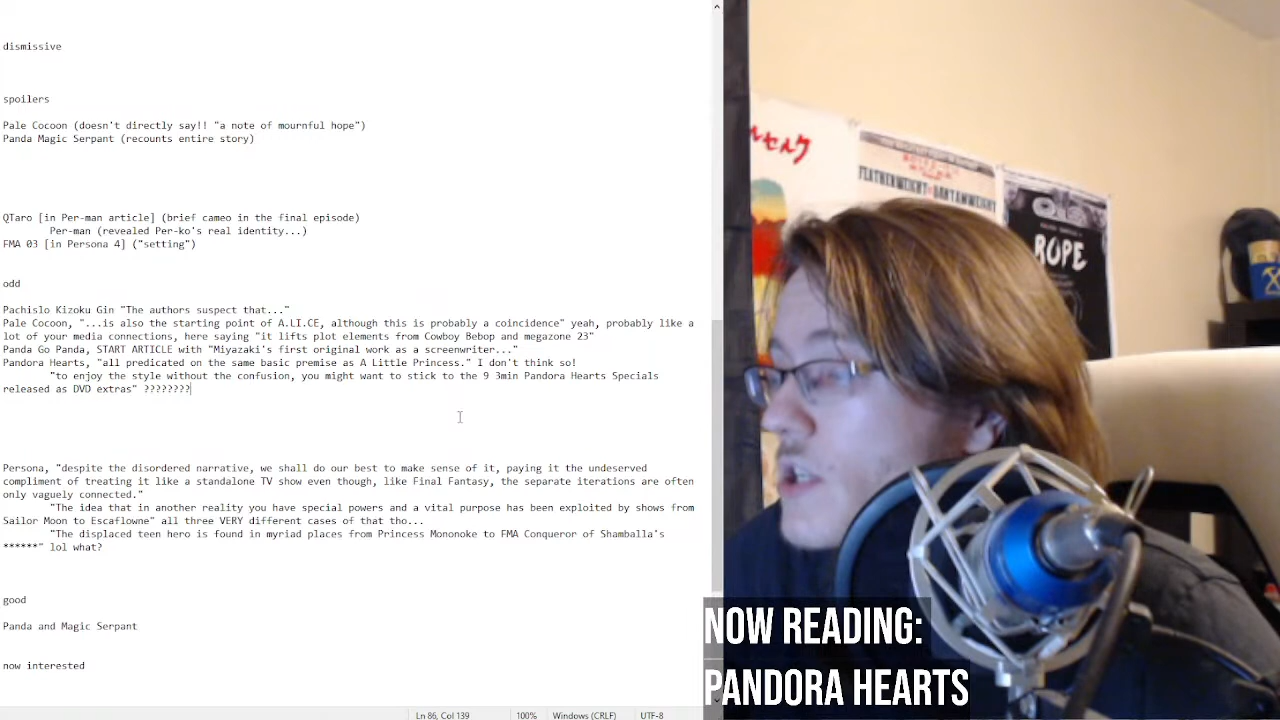 dismissive
spoilers
Pale Cocoon (doesn't directly say!! "a note of mournful hope")
Panda Magic Serpant (recounts entire story)
QTaro [in Per-man article] (brief cameo in the final episode)
Per-man (revealed Per-ko's real identity...)
FMA 03 [in Persona 4] ("setting")
odd
Pachislo Kizoku Gin "The authors suspect that..."
Pale Cocoon, "...is also the starting point of A.LI.CE, although this is probably a coincidence" yeah, probably like a
lot of your media connections, here saying "it lifts plot elements from Cowboy Bebop and megazone 23"
Panda Go Panda, START ARTICLE with "Miyazaki's first original work as a screenwriter..."
Pandora Hearts, "all predicated on the same basic premise as A Little Princess." I don't think so!
"to enjoy the style without the confusion, you might want to stick to the 9 3min Pandora Hearts Specials
released as DVD extras" ????????
Persona, "despite the disordered narrative, we shall do our best to make sense of it, paying it the undeserved
compliment of treating it like a standalone TV show even though, like Final Fantasy, the separate iterations are often
only vaguely connected."
"The idea that in another reality you have special powers and a vital purpose has been exploited by shows from
Sailor Moon to Escaflowne" all three VERY different cases of that tho...
"The displaced teen hero is found in myriad places from Princess Mononoke to FMA Conqueror of Shamballa's
******" lol what?
good
Panda and Magic Serpant
now interested
Ln 86, Col 139
100%
Windows (CRLF)
UTF-8
ルセルク
FEATHERWEIGHT
BANTAMWEIGHT
ROPE
NOW READING:
PANDORA HEARTS